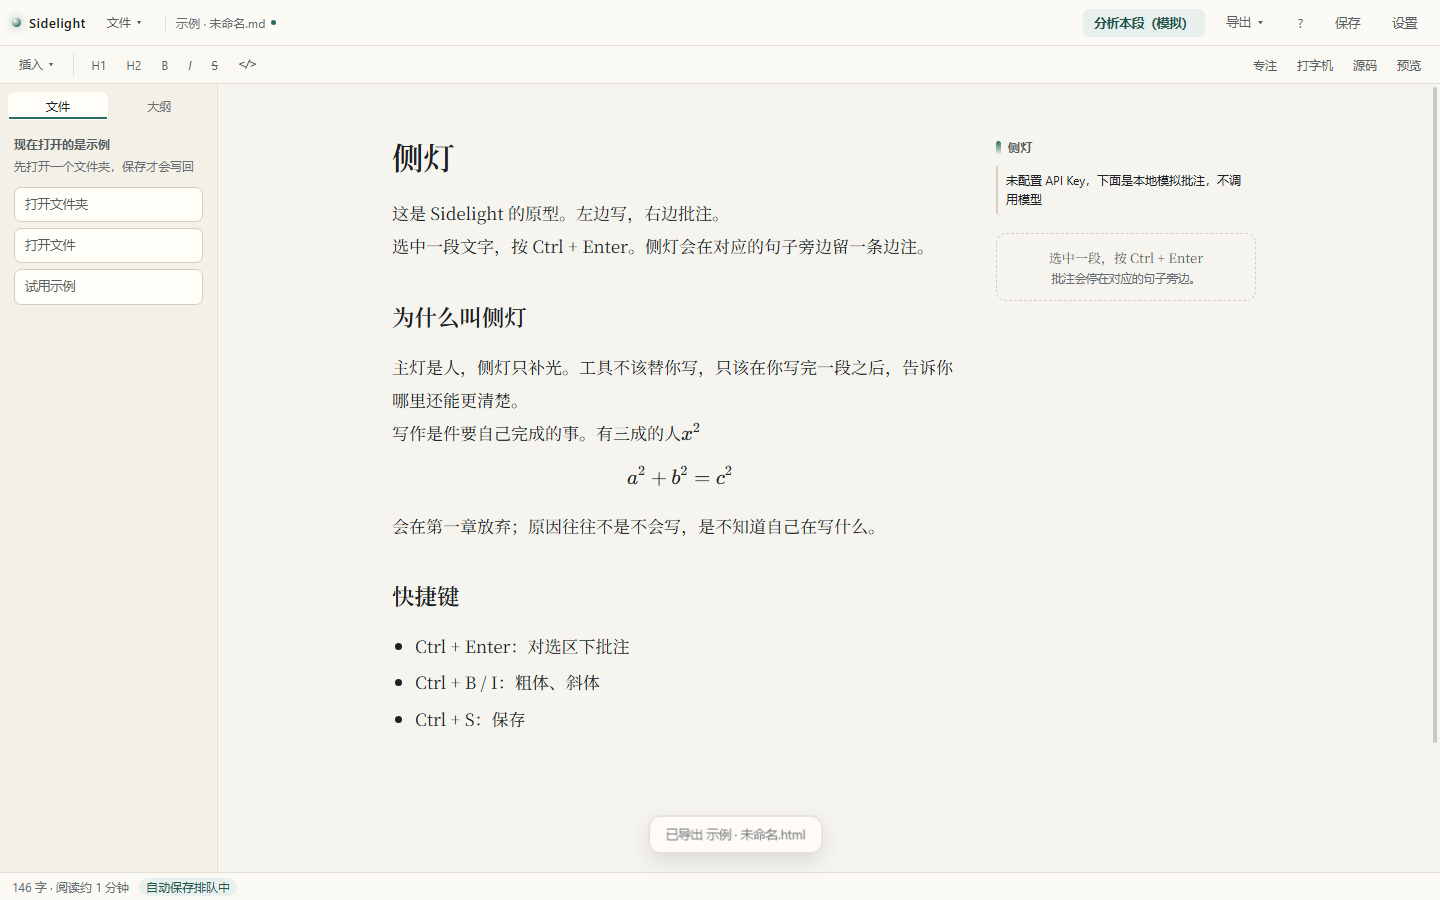 Sidelight 文件 ▾ 示例 · 未命名.md ● 分析本段（模拟） 导出 ▾ ? 保存 设置
插入 ▾ H1 H2 B I S </> 专注 打字机 源码 预览
文件 大纲
现在打开的是示例
先打开一个文件夹，保存才会写回
打开文件夹
打开文件
试用示例
侧灯
这是 Sidelight 的原型。左边写，右边批注。
选中一段文字，按 Ctrl + Enter。侧灯会在对应的句子旁边留一条边注。
为什么叫侧灯
主灯是人，侧灯只补光。工具不该替你写，只该在你写完一段之后，告诉你
哪里还能更清楚。
写作是件要自己完成的事。有三成的人x²
a² + b² = c²
会在第一章放弃；原因往往不是不会写，是不知道自己在写什么。
快捷键
• Ctrl + Enter：对选区下批注
• Ctrl + B / I：粗体、斜体
• Ctrl + S：保存
侧灯
未配置 API Key，下面是本地模拟批注，不调
用模型
选中一段，按 Ctrl + Enter
批注会停在对应的句子旁边。
已导出 示例 · 未命名.html
146 字 · 阅读约 1 分钟 自动保存排队中